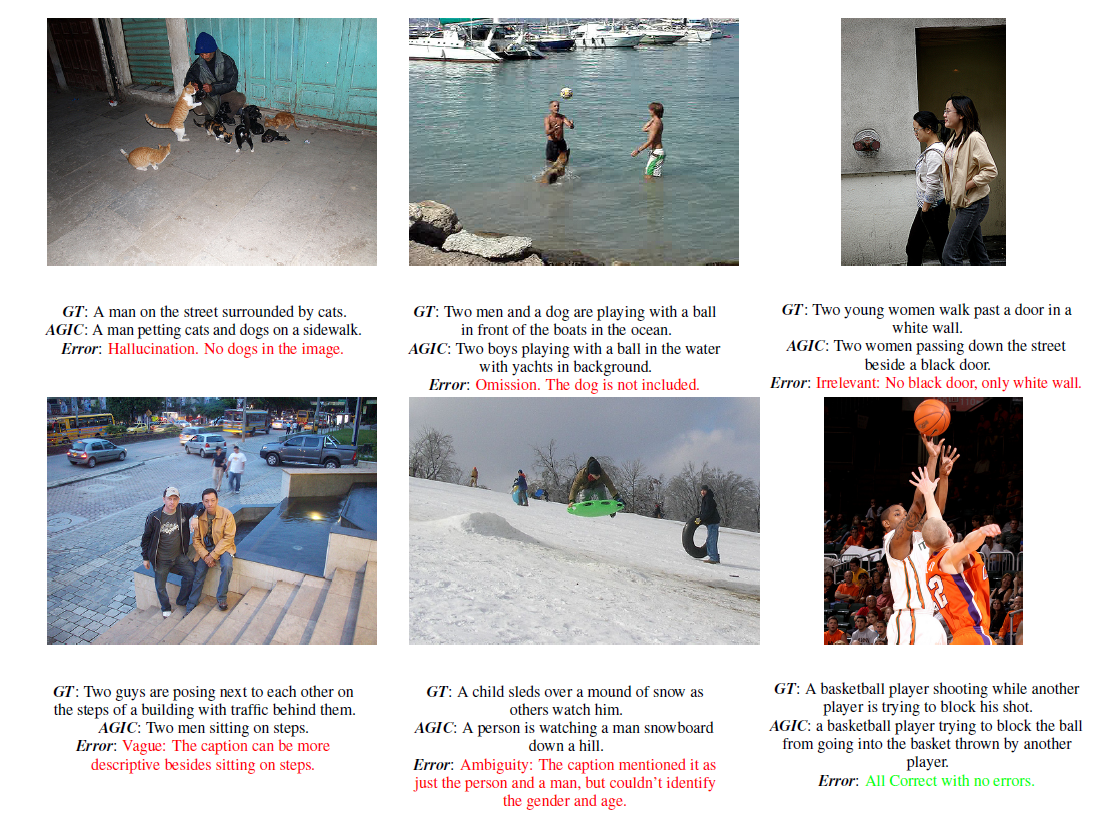 GT: A man on the street surrounded by cats.
AGIC: A man petting cats and dogs on a sidewalk.
Error: Hallucination. No dogs in the image.
GT: Two men and a dog are playing with a ball
in front of the boats in the ocean.
AGIC: Two boys playing with a ball in the water
with yachts in background.
Error: Omission. The dog is not included.
GT: Two young women walk past a door in a
white wall.
AGIC: Two women passing down the street
beside a black door.
Error: Irrelevant: No black door, only white wall.
GT: Two guys are posing next to each other on
the steps of a building with traffic behind them.
AGIC: Two men sitting on steps.
Error: Vague: The caption can be more
descriptive besides sitting on steps.
GT: A child sleds over a mound of snow as
others watch him.
AGIC: A person is watching a man snowboard
down a hill.
Error: Ambiguity: The caption mentioned it as
just the person and a man, but couldn't identify
the gender and age.
GT: A basketball player shooting while another
player is trying to block his shot.
AGIC: a basketball player trying to block the ball
from going into the basket thrown by another
player.
Error: All Correct with no errors.